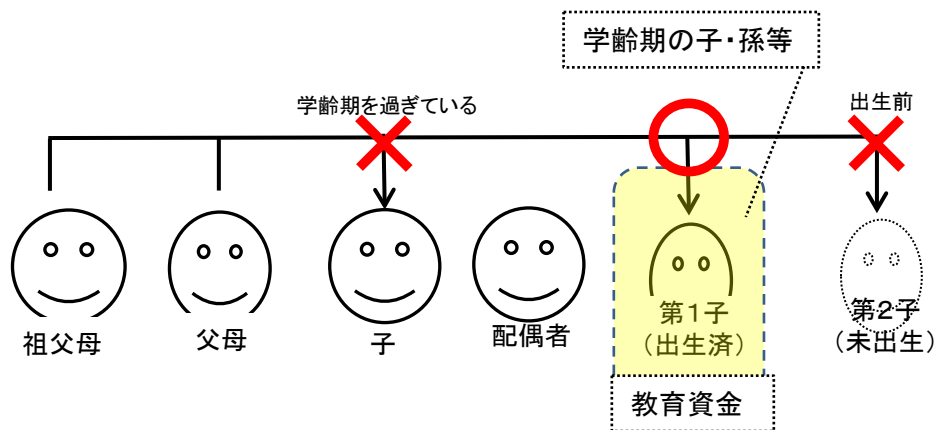 学齢期の子・孫等
学齢期を過ぎている
出生前
祖父母
父母
子
配偶者
第1子
（出生済）
第2子
（未出生）
教育資金